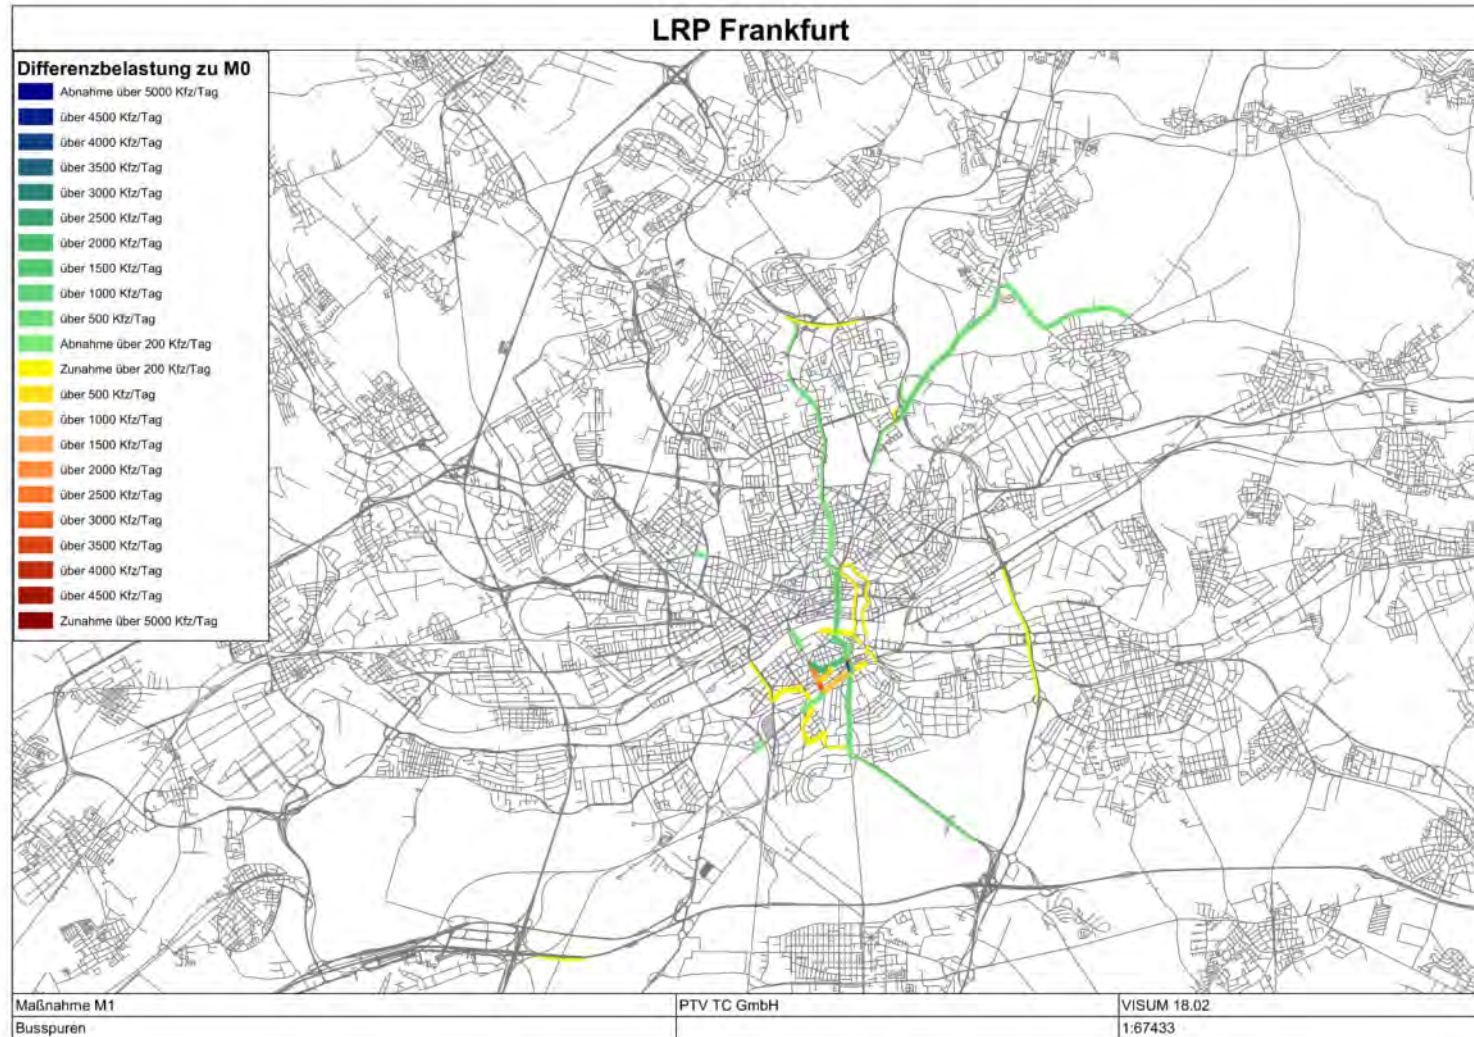 LRP Frankfurt
Differenzbelastung zu M0
Abnahme über 5000 Kfz/Tag
über 4500 Kfz/Tag
über 4000 Kfz/Tag
über 3500 Kfz/Tag
über 3000 Kfz/Tag
über 2500 Kfz/Tag
über 2000 Kfz/Tag
über 1500 Kfz/Tag
über 1000 Kfz/Tag
über 500 Kfz/Tag
Abnahme über 200 Kfz/Tag
Zunahme über 200 Kfz/Tag
über 500 Kfz/Tag
über 1000 Kfz/Tag
über 1500 Kfz/Tag
über 2000 Kfz/Tag
über 2500 Kfz/Tag
über 3000 Kfz/Tag
über 3500 Kfz/Tag
über 4000 Kfz/Tag
über 4500 Kfz/Tag
Zunahme über 5000 Kfz/Tag
Maßnahme M1
PTV TC GmbH
VISUM 18.02
Busspuren
1:67433